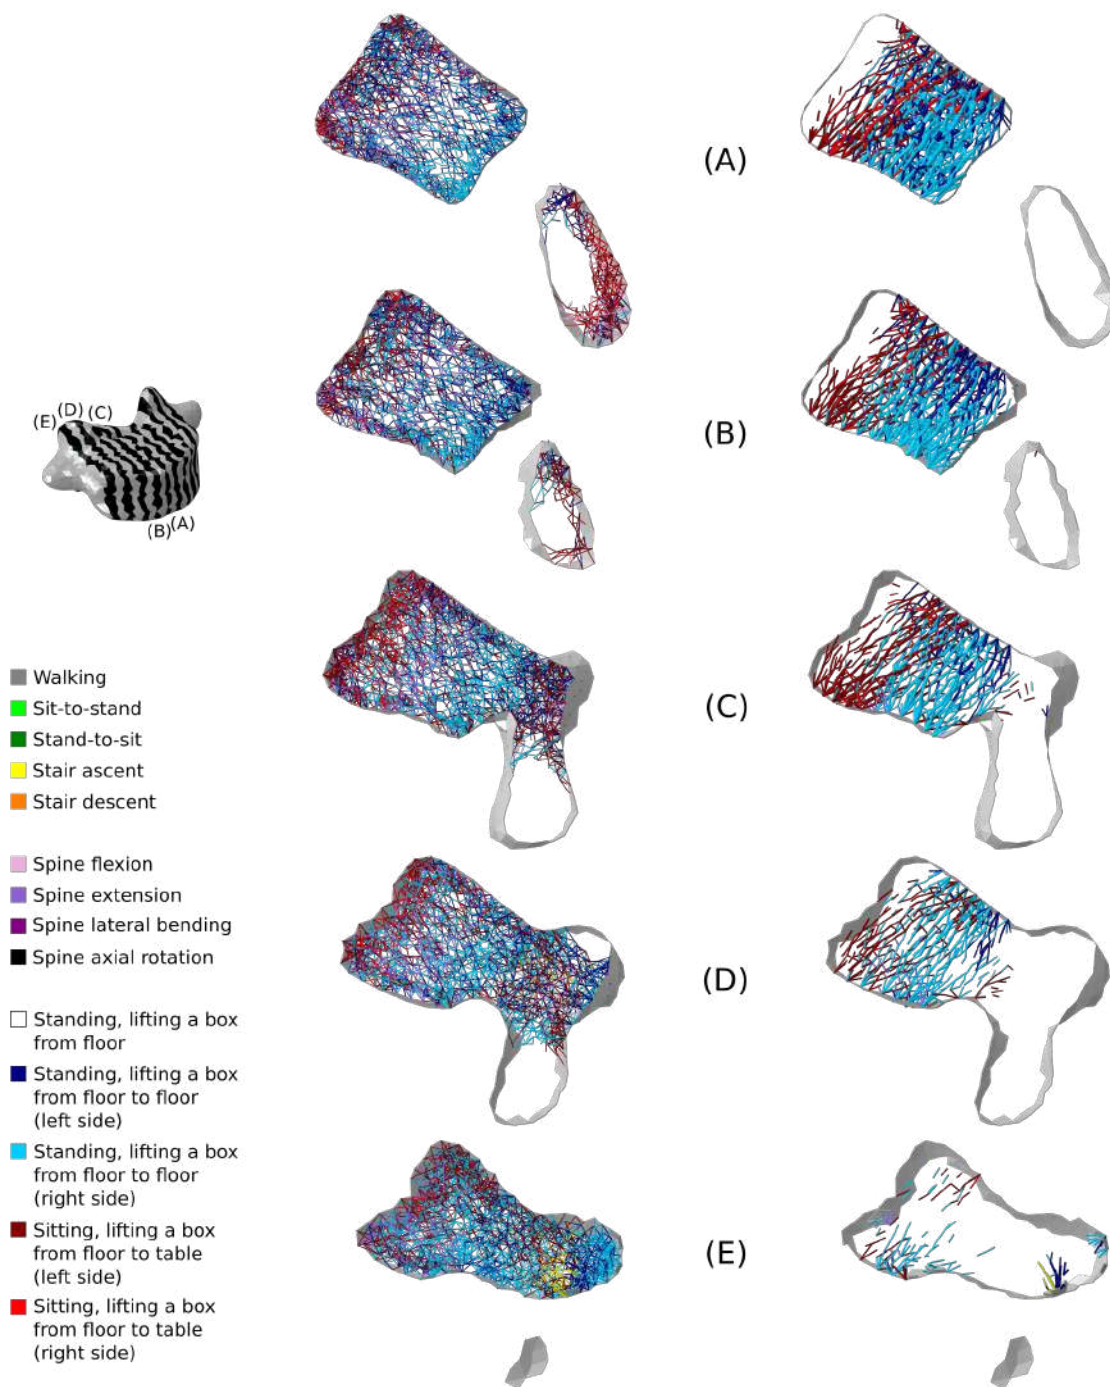 (A)
(B)
(E)
(D)
(C)
(B)
(A)
Walking
Sit-to-stand
Stand-to-sit
Stair ascent
Stair descent
(C)
Spine flexion
Spine extension
Spine lateral bending
Spine axial rotation
(D)
Standing, lifting a box
from floor
Standing, lifting a box
from floor to floor
(left side)
Standing, lifting a box
from floor to floor
(right side)
Sitting, lifting a box
from floor to table
(left side)
Sitting, lifting a box
from floor to table
(right side)
(E)